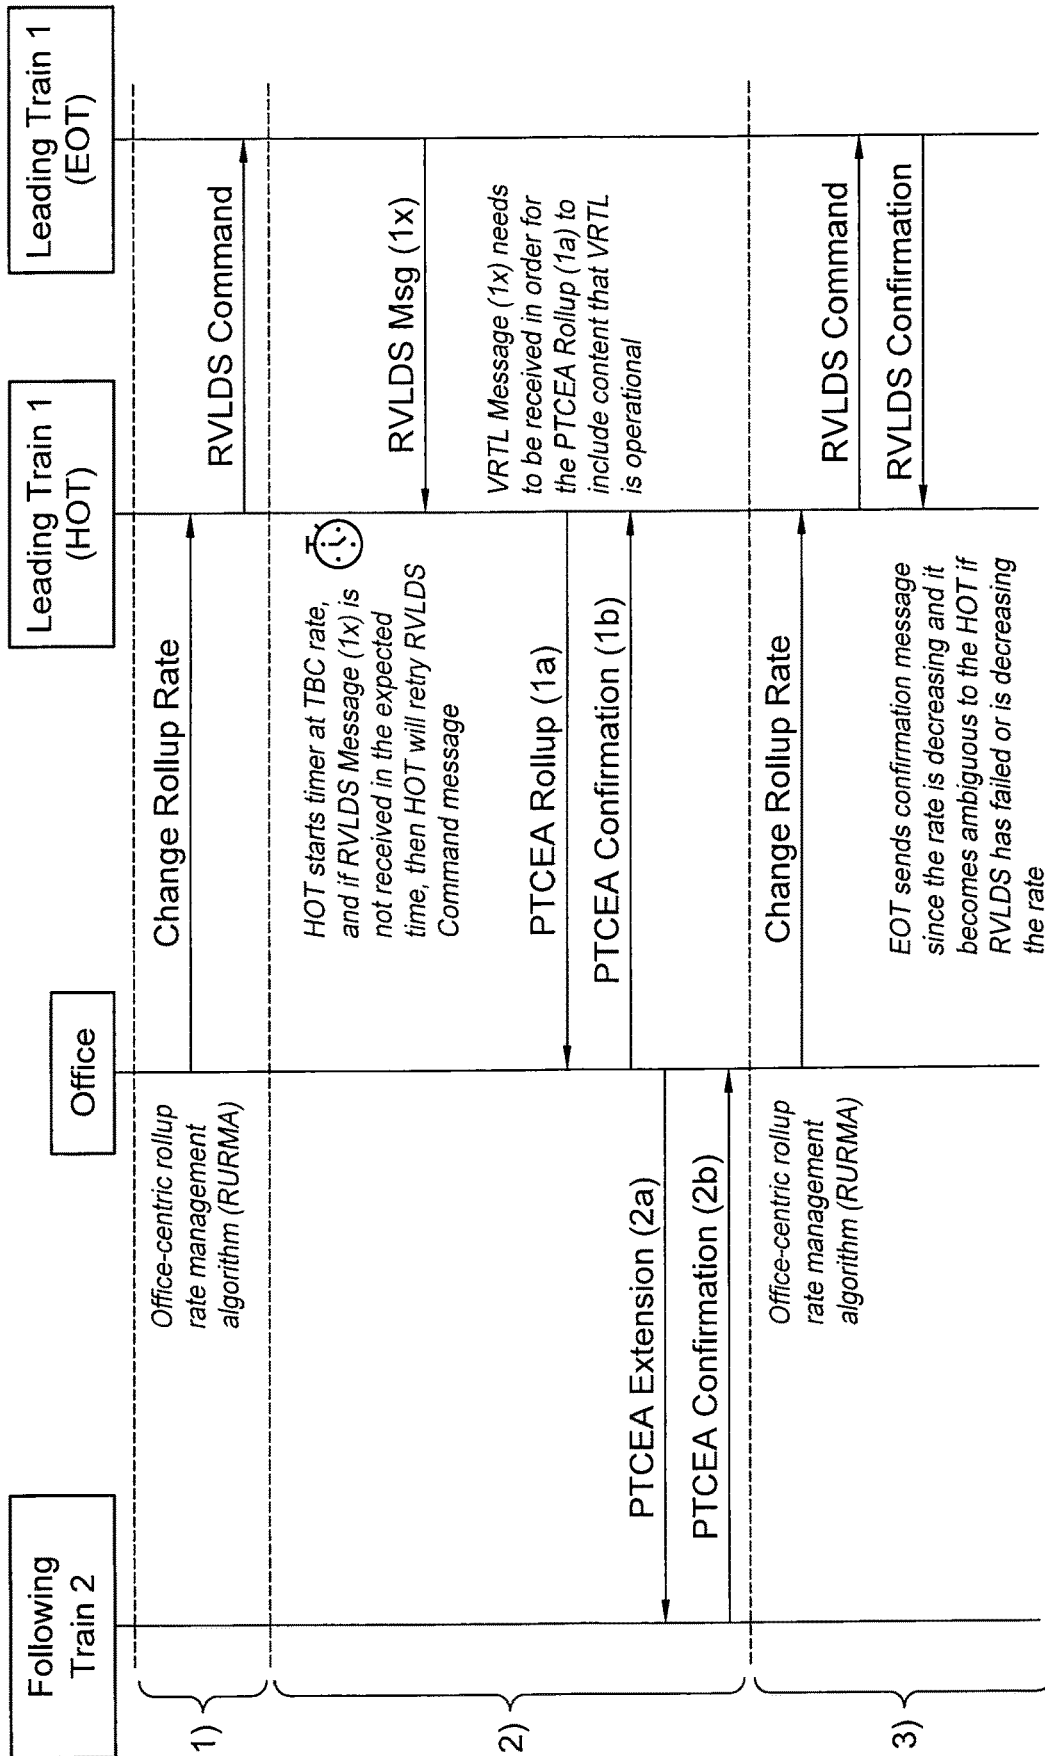 Following
Train 2
Office
Leading Train 1
(HOT)
Leading Train 1
(EOT)
1)
Office-centric rollup
rate management
algorithm (RURMA)
Change Rollup Rate
RVLDS Command
2)
HOT starts timer at TBC rate,
and if RVLDS Message (1x) is
not received in the expected
time, then HOT will retry RVLDS
Command message
RVLDS Msg (1x)
VRTL Message (1x) needs
to be received in order for
the PTCEA Rollup (1a) to
include content that VRTL
is operational
PTCEA Rollup (1a)
PTCEA Confirmation (1b)
PTCEA Extension (2a)
PTCEA Confirmation (2b)
3)
Office-centric rollup
rate management
algorithm (RURMA)
Change Rollup Rate
RVLDS Command
RVLDS Confirmation
EOT sends confirmation message
since the rate is decreasing and it
becomes ambiguous to the HOT if
RVLDS has failed or is decreasing
the rate